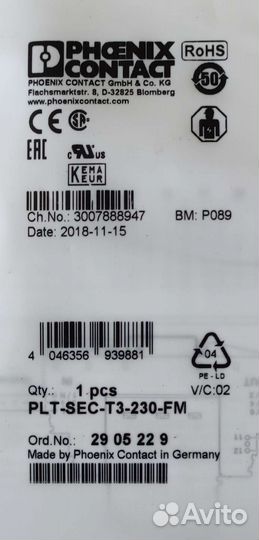 PHŒNIX
CONTACT
RoHS
PHOENIX CONTACT GmbH & Co. KG
Flachsmarktstr. 8, D-32825 Blomberg
www.phoenixcontact.com
50
CE
SA
EAC
c UL us
KEMA
KEUR
Ch.No.: 3007888947
BM: P089
Date: 2018-11-15
4 046356 939881
04
PE - LD
Qty.: 1 pcs
V/C:02
PLT-SEC-T3-230-FM
Ord.No.: 29 05 22 9
Made by Phoenix Contact in Germany
Avito